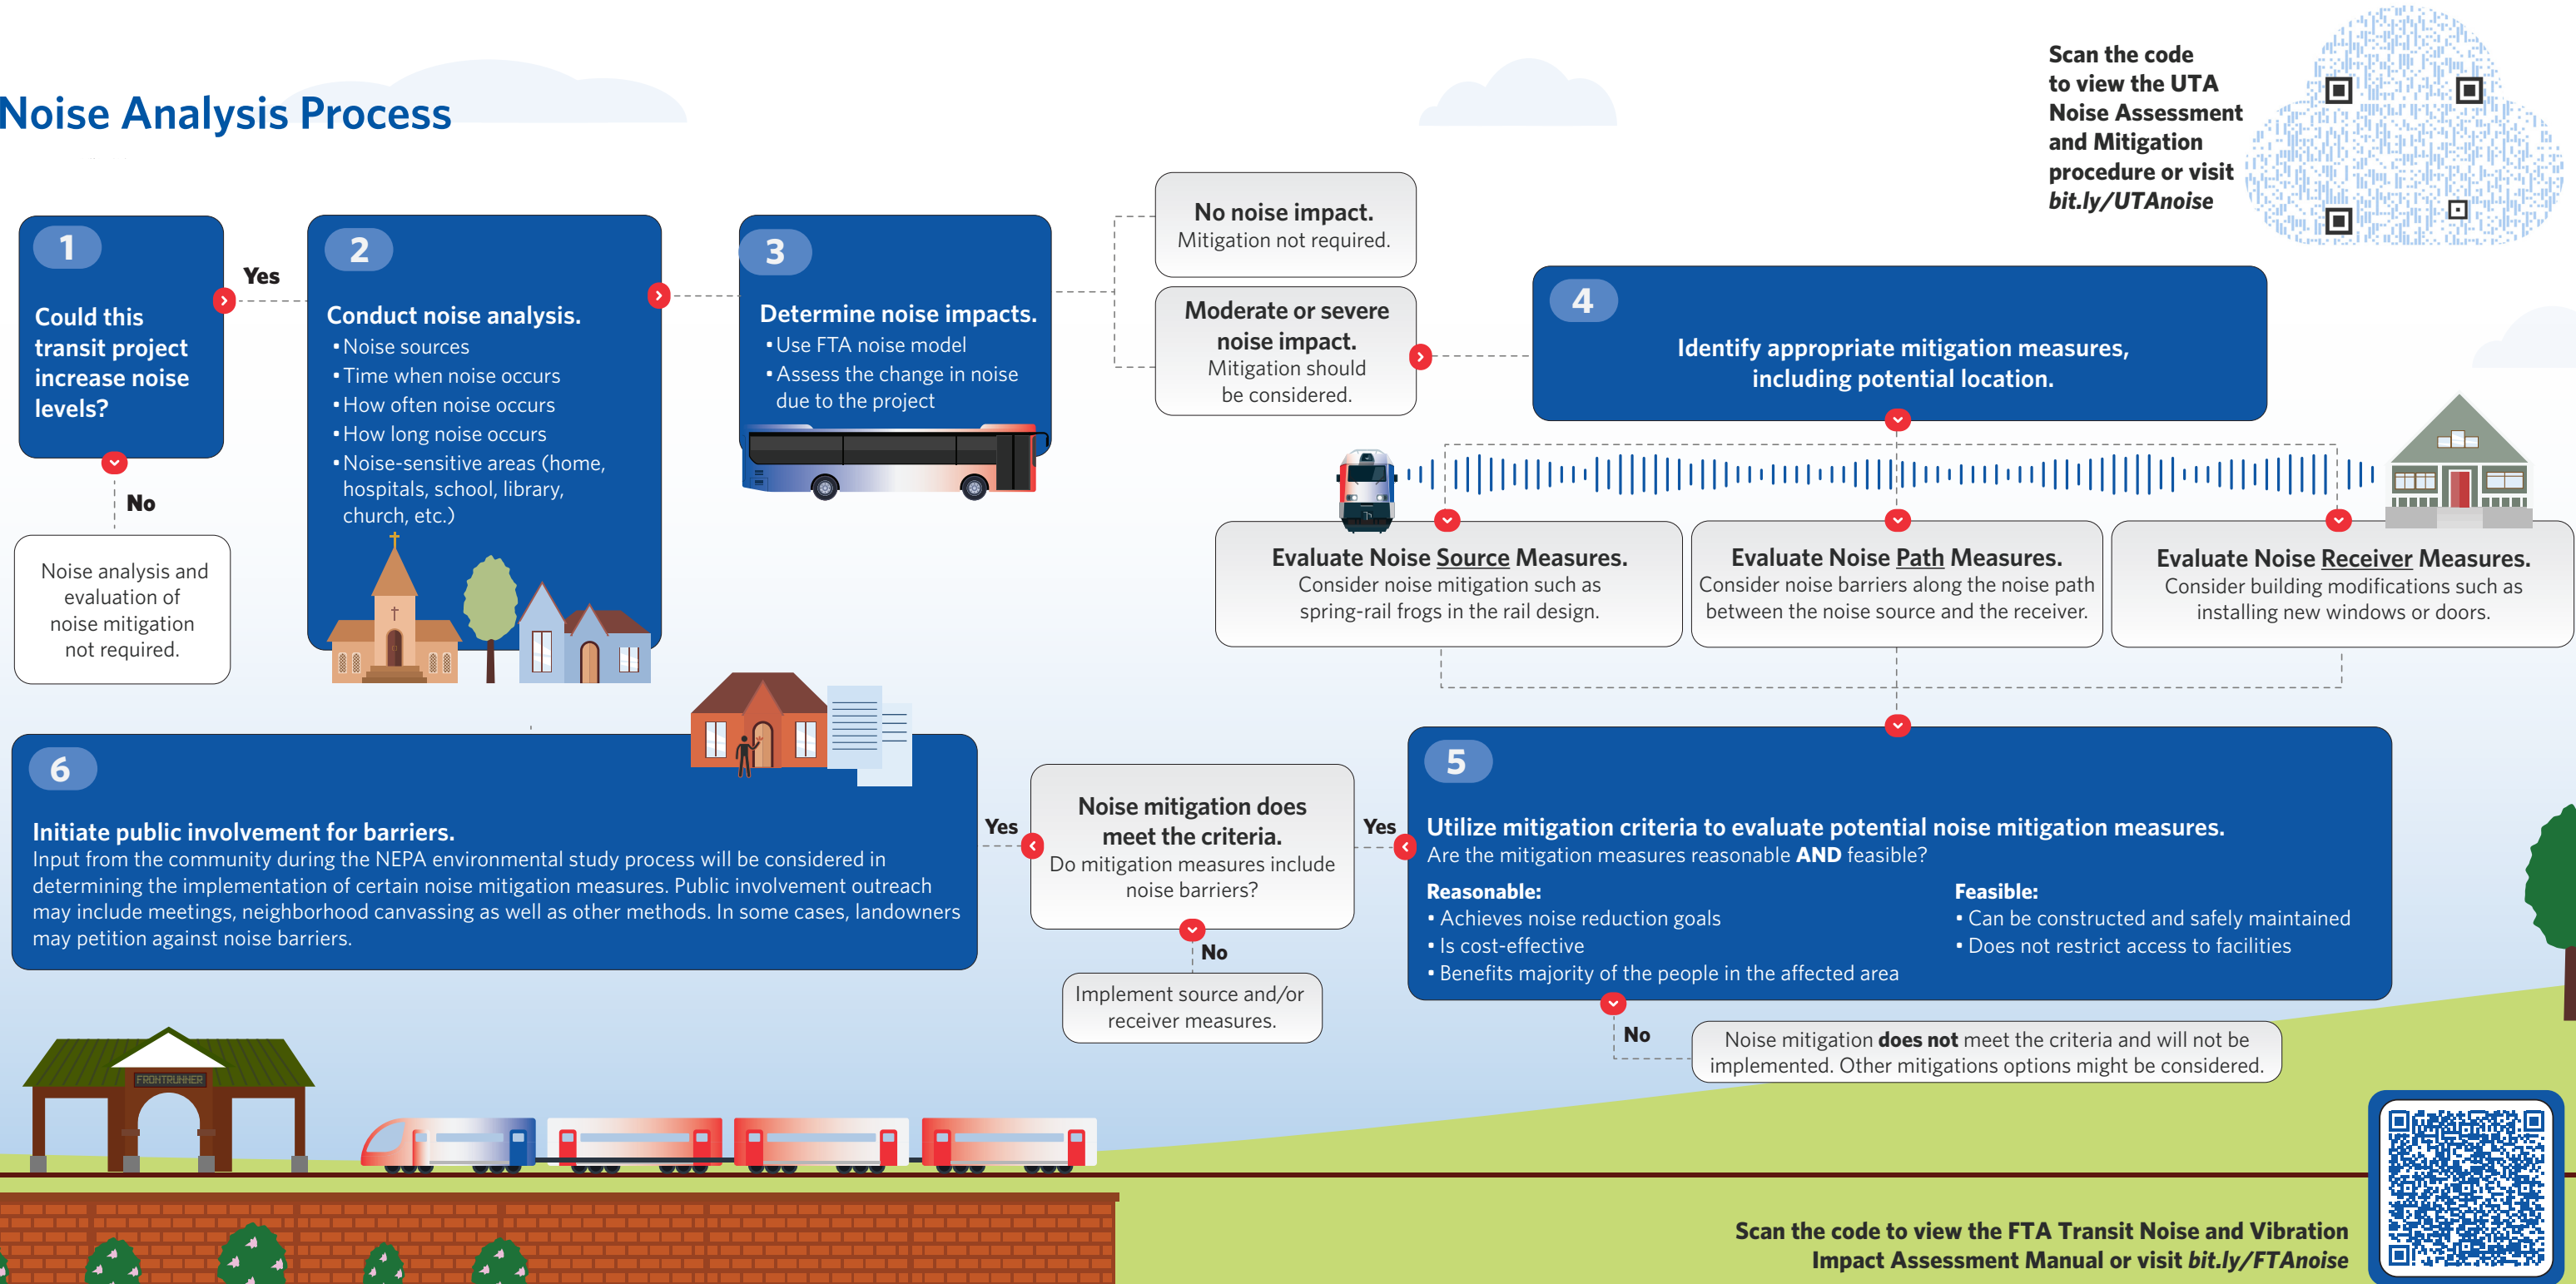 Noise Analysis Process
Scan the code
to view the UTA
Noise Assessment
and Mitigation
procedure or visit
bit.ly/UTAnoise
1
Could this
transit project
increase noise
levels?
Yes
No
Noise analysis and
evaluation of
noise mitigation
not required.
2
Conduct noise analysis.
▪ Noise sources
▪ Time when noise occurs
▪ How often noise occurs
▪ How long noise occurs
▪ Noise-sensitive areas (home,
hospitals, school, library,
church, etc.)
3
Determine noise impacts.
▪ Use FTA noise model
▪ Assess the change in noise
due to the project
No noise impact.
Mitigation not required.
Moderate or severe
noise impact.
Mitigation should
be considered.
4
Identify appropriate mitigation measures,
including potential location.
Evaluate Noise Source Measures.
Consider noise mitigation such as
spring-rail frogs in the rail design.
Evaluate Noise Path Measures.
Consider noise barriers along the noise path
between the noise source and the receiver.
Evaluate Noise Receiver Measures.
Consider building modifications such as
installing new windows or doors.
5
Utilize mitigation criteria to evaluate potential noise mitigation measures.
Are the mitigation measures reasonable AND feasible?
Reasonable:
▪ Achieves noise reduction goals
▪ Is cost-effective
▪ Benefits majority of the people in the affected area
Feasible:
▪ Can be constructed and safely maintained
▪ Does not restrict access to facilities
No
Noise mitigation does not meet the criteria and will not be
implemented. Other mitigations options might be considered.
Yes
Noise mitigation does
meet the criteria.
Do mitigation measures include
noise barriers?
No
Implement source and/or
receiver measures.
Yes
6
Initiate public involvement for barriers.
Input from the community during the NEPA environmental study process will be considered in
determining the implementation of certain noise mitigation measures. Public involvement outreach
may include meetings, neighborhood canvassing as well as other methods. In some cases, landowners
may petition against noise barriers.
FRONTRUNNER
Scan the code to view the FTA Transit Noise and Vibration
Impact Assessment Manual or visit bit.ly/FTAnoise